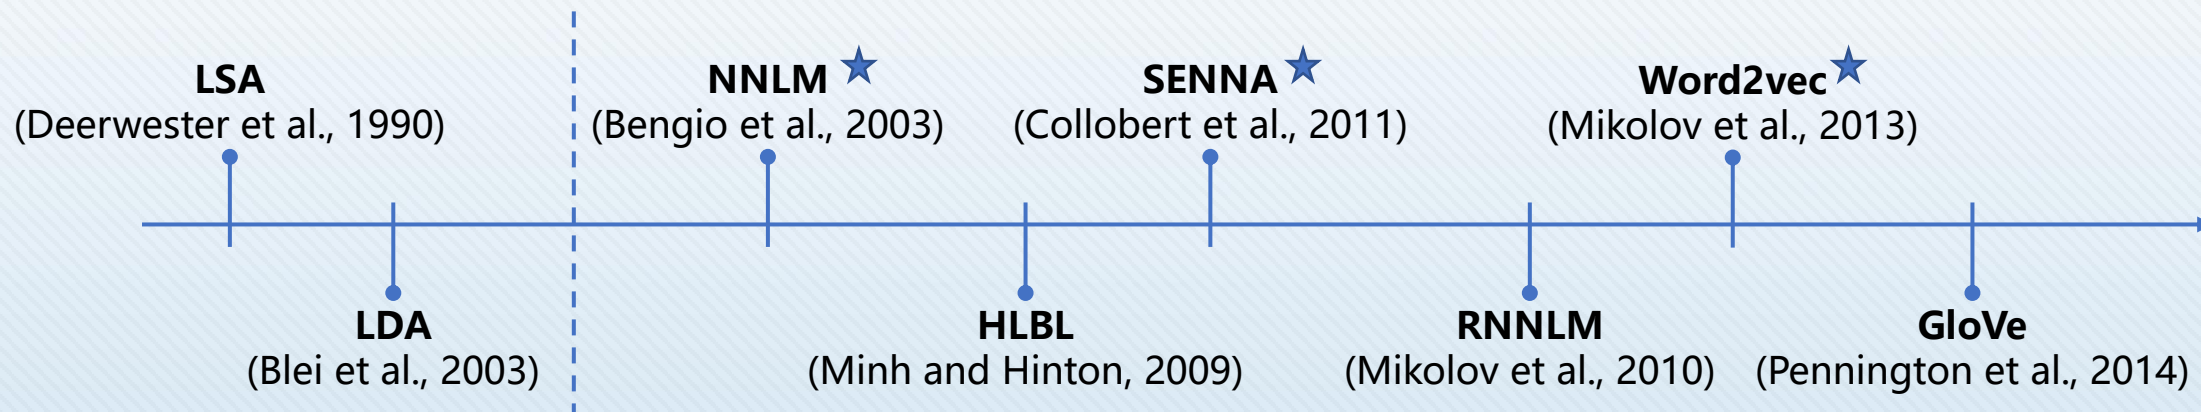 LSA
(Deerwester et al., 1990)
NNLM
(Bengio et al., 2003)
SENNA
(Collobert et al., 2011)
Word2vec
(Mikolov et al., 2013)
LDA
(Blei et al., 2003)
HLBL
(Minh and Hinton, 2009)
RNNLM
(Mikolov et al., 2010)
GloVe
(Pennington et al., 2014)